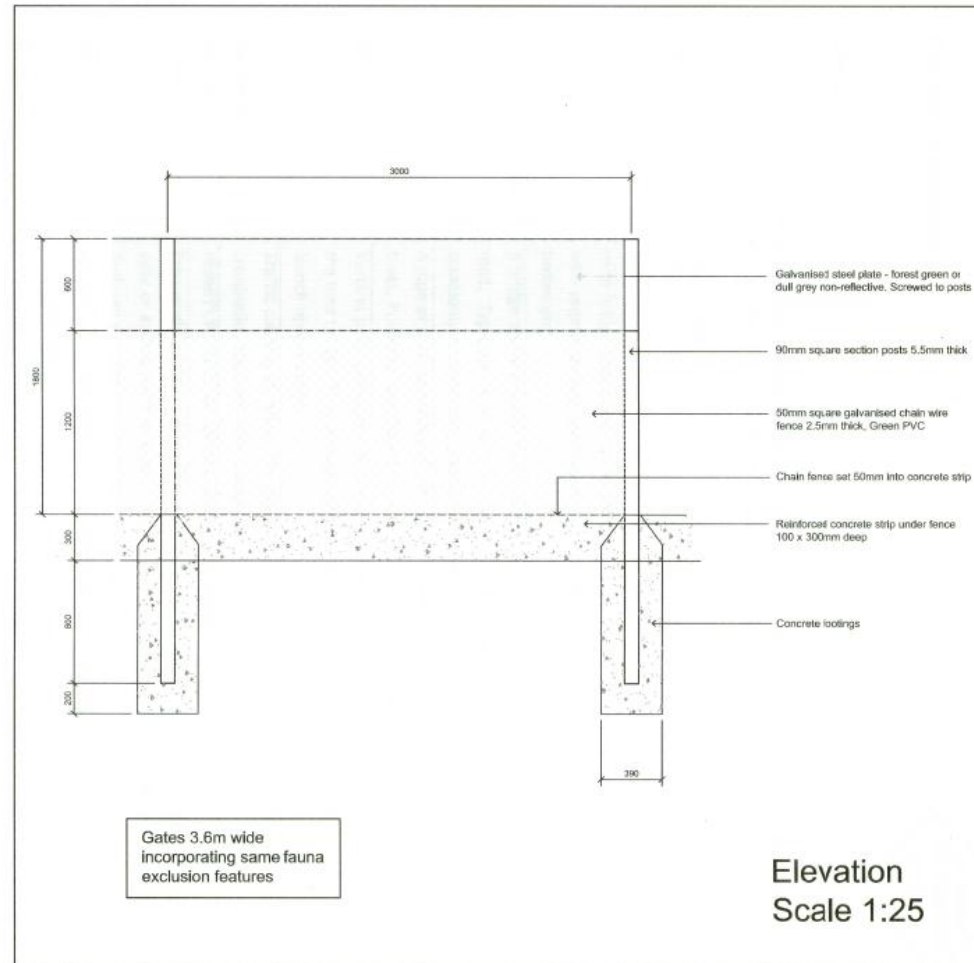 3000
600
1800
1200
300
800
200
390
Galvanised steel plate - forest green or
dull grey non-reflective. Screwed to posts
90mm square section posts 5.5mm thick
50mm square galvanised chain wire
fence 2.5mm thick, Green PVC
Chain fence set 50mm into concrete strip
Reinforced concrete strip under fence
100 x 300mm deep
Concrete footings
Gates 3.6m wide
incorporating same fauna
exclusion features
Elevation
Scale 1:25